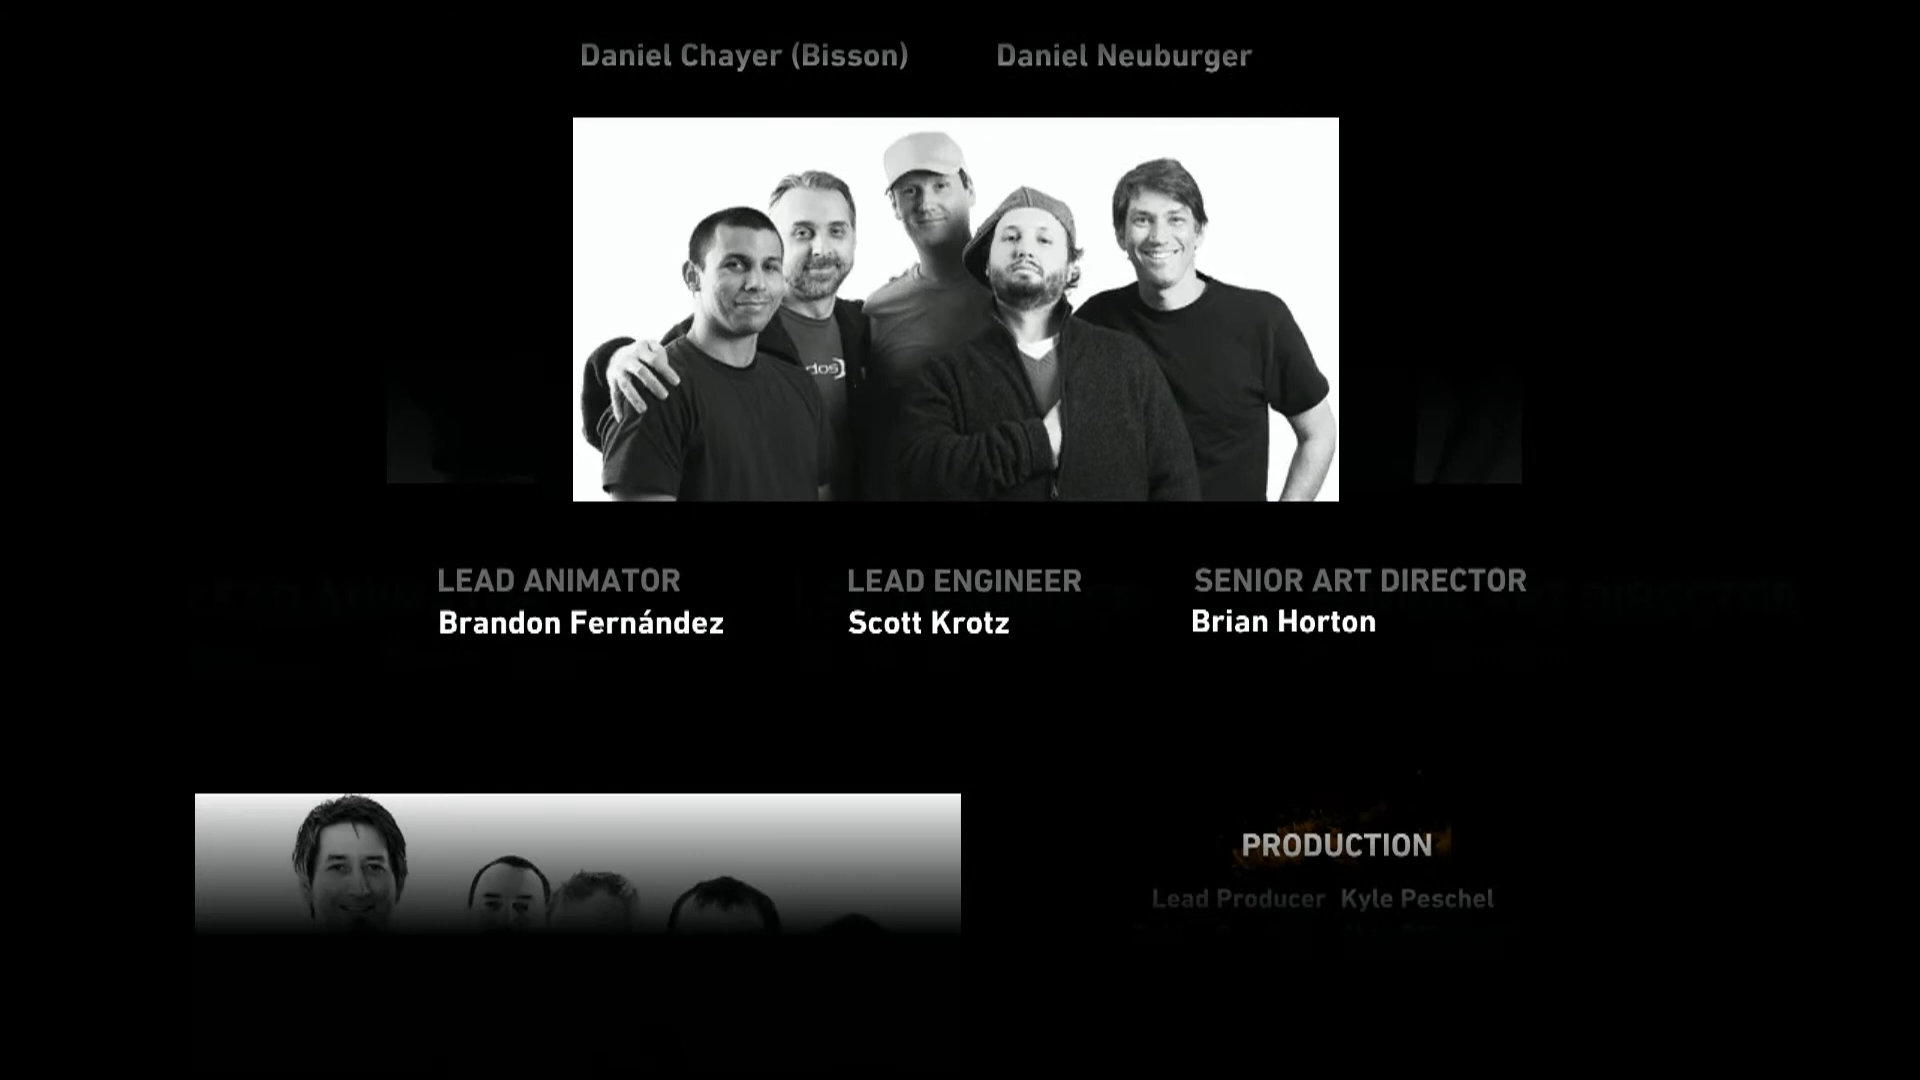 Daniel Chayer (Bisson) Daniel Neuburger
dos
LEAD ANIMATOR LEAD ENGINEER SENIOR ART DIRECTOR
Brandon Fernández Scott Krotz Brian Horton
PRODUCTION
Lead Producer Kyle Peschel